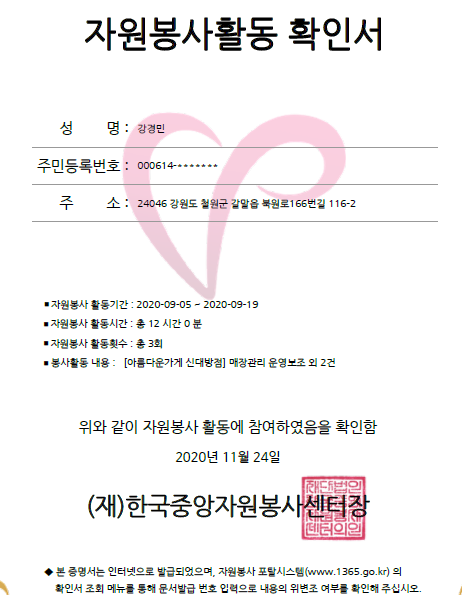 자원봉사활동 확인서
성 명 : 강경민
주민등록번호 : 000614-*******
주 소 : 24046 강원도 철원군 갈말읍 북원로166번길 116-2
■ 자원봉사 활동기간 : 2020-09-05 ~ 2020-09-19
■ 자원봉사 활동시간 : 총 12 시간 0 분
■ 자원봉사 활동횟수 : 총 3회
■ 봉사활동 내용 : [아름다운가게 신대방점] 매장관리 운영보조 외 2건
위와 같이 자원봉사 활동에 참여하였음을 확인함
2020년 11월 24일
(재)한국중앙자원봉사센터장
◆ 본 증명서는 인터넷으로 발급되었으며, 자원봉사 포탈시스템(www.1365.go.kr) 의
확인서 조회 메뉴를 통해 문서발급 번호 입력으로 내용의 위변조 여부를 확인해 주십시오.